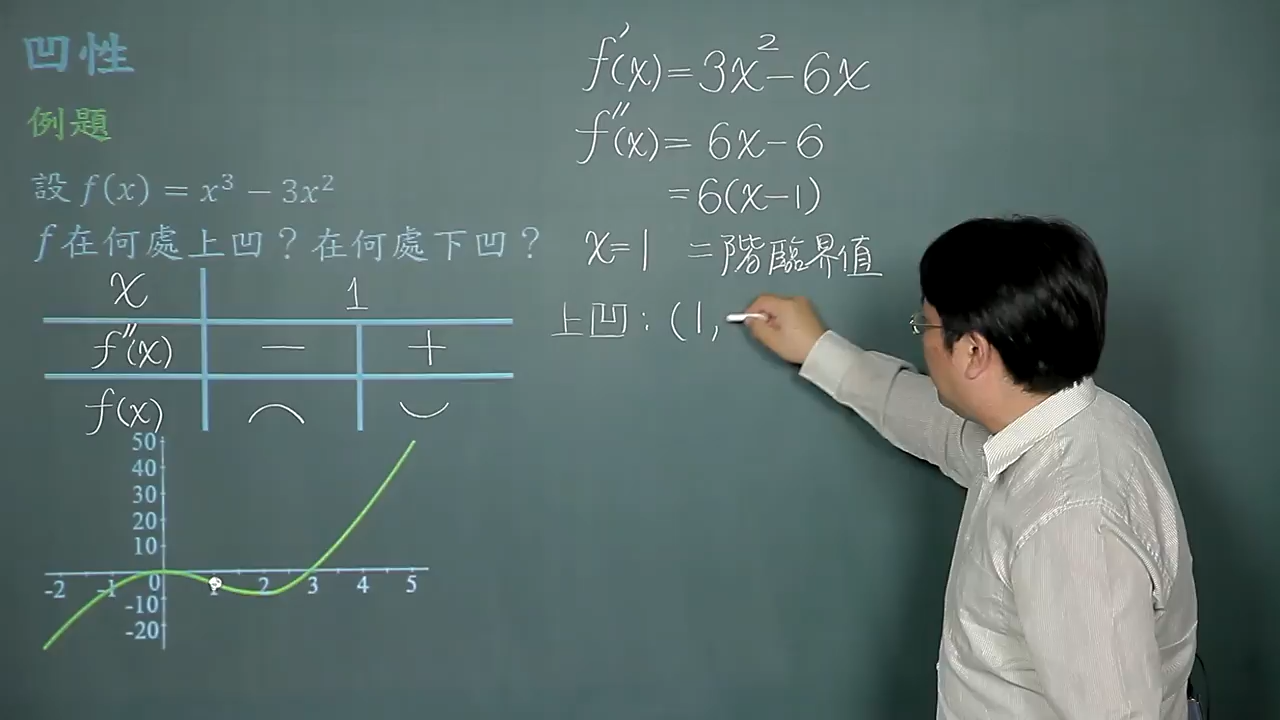 凹性
例題
設 f(x) = x³ − 3x²
f 在何處上凹？在何處下凹？
x 1
f″(x) − +
f(x)
50
40
30
20
10
-2 -1 0 1 2 3 4 5
-10
-20
f′(x) = 3x² − 6x
f″(x) = 6x − 6
= 6(x − 1)
x = 1 二階臨界值
上凹：(1,